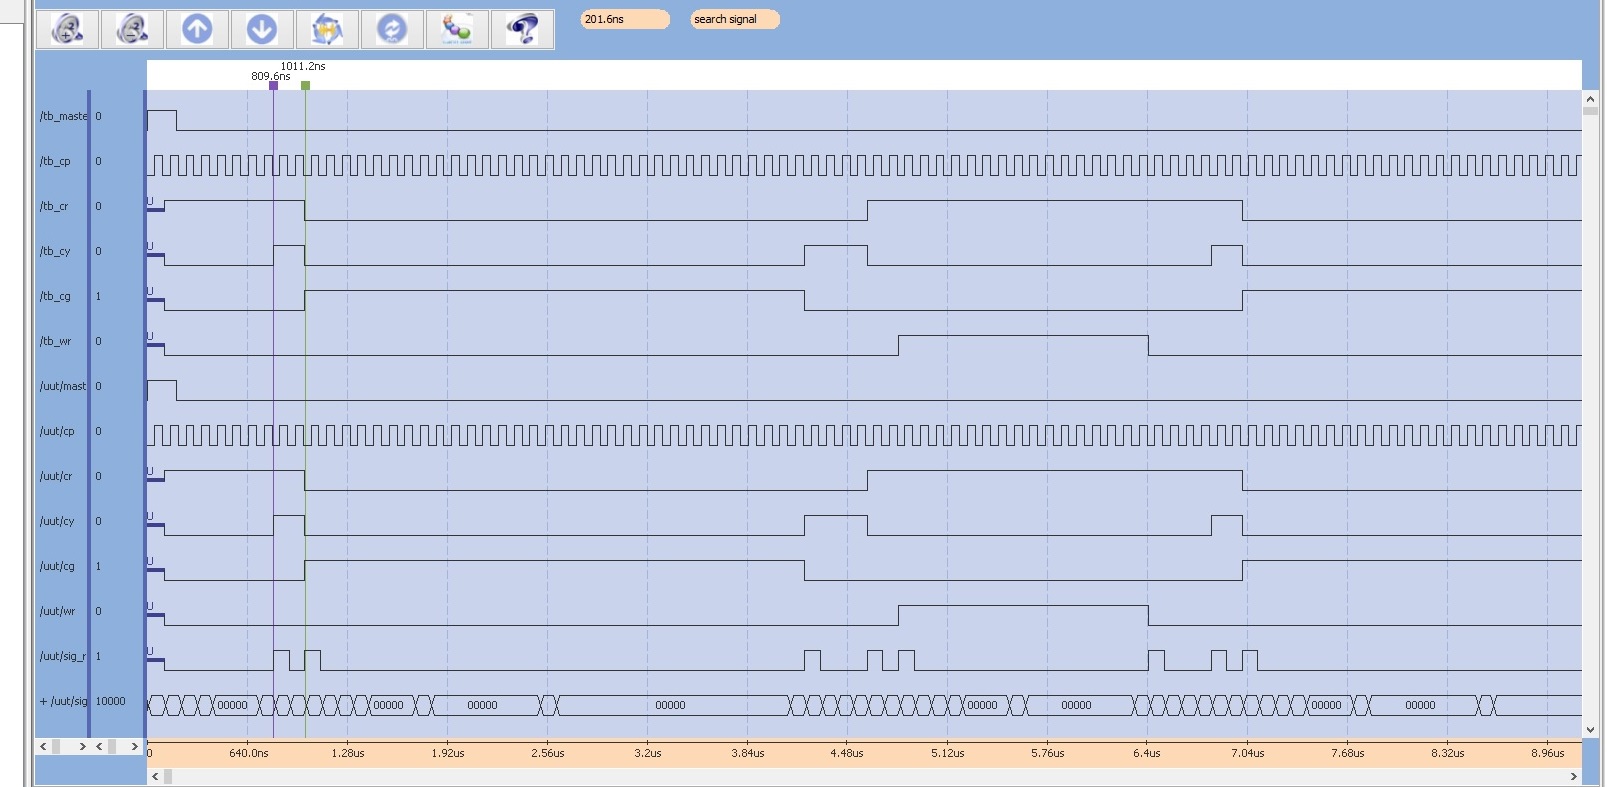 201.6ns search signal
1011.2ns
809.6ns
/tb_maste 0
/tb_cp 0
/tb_cr 0 U
/tb_cy 0 U
/tb_cg 1 U
/tb_wr 0 U
/uut/mast 0
/uut/cp 0
/uut/cr 0 U
/uut/cy 0 U
/uut/cg 1 U
/uut/wr 0 U
/uut/sig_r 1 U
+ /uut/sig 10000 00000 00000 00000 00000 00000 00000 00000 00000
0 640.0ns 1.28us 1.92us 2.56us 3.2us 3.84us 4.48us 5.12us 5.76us 6.4us 7.04us 7.68us 8.32us 8.96us